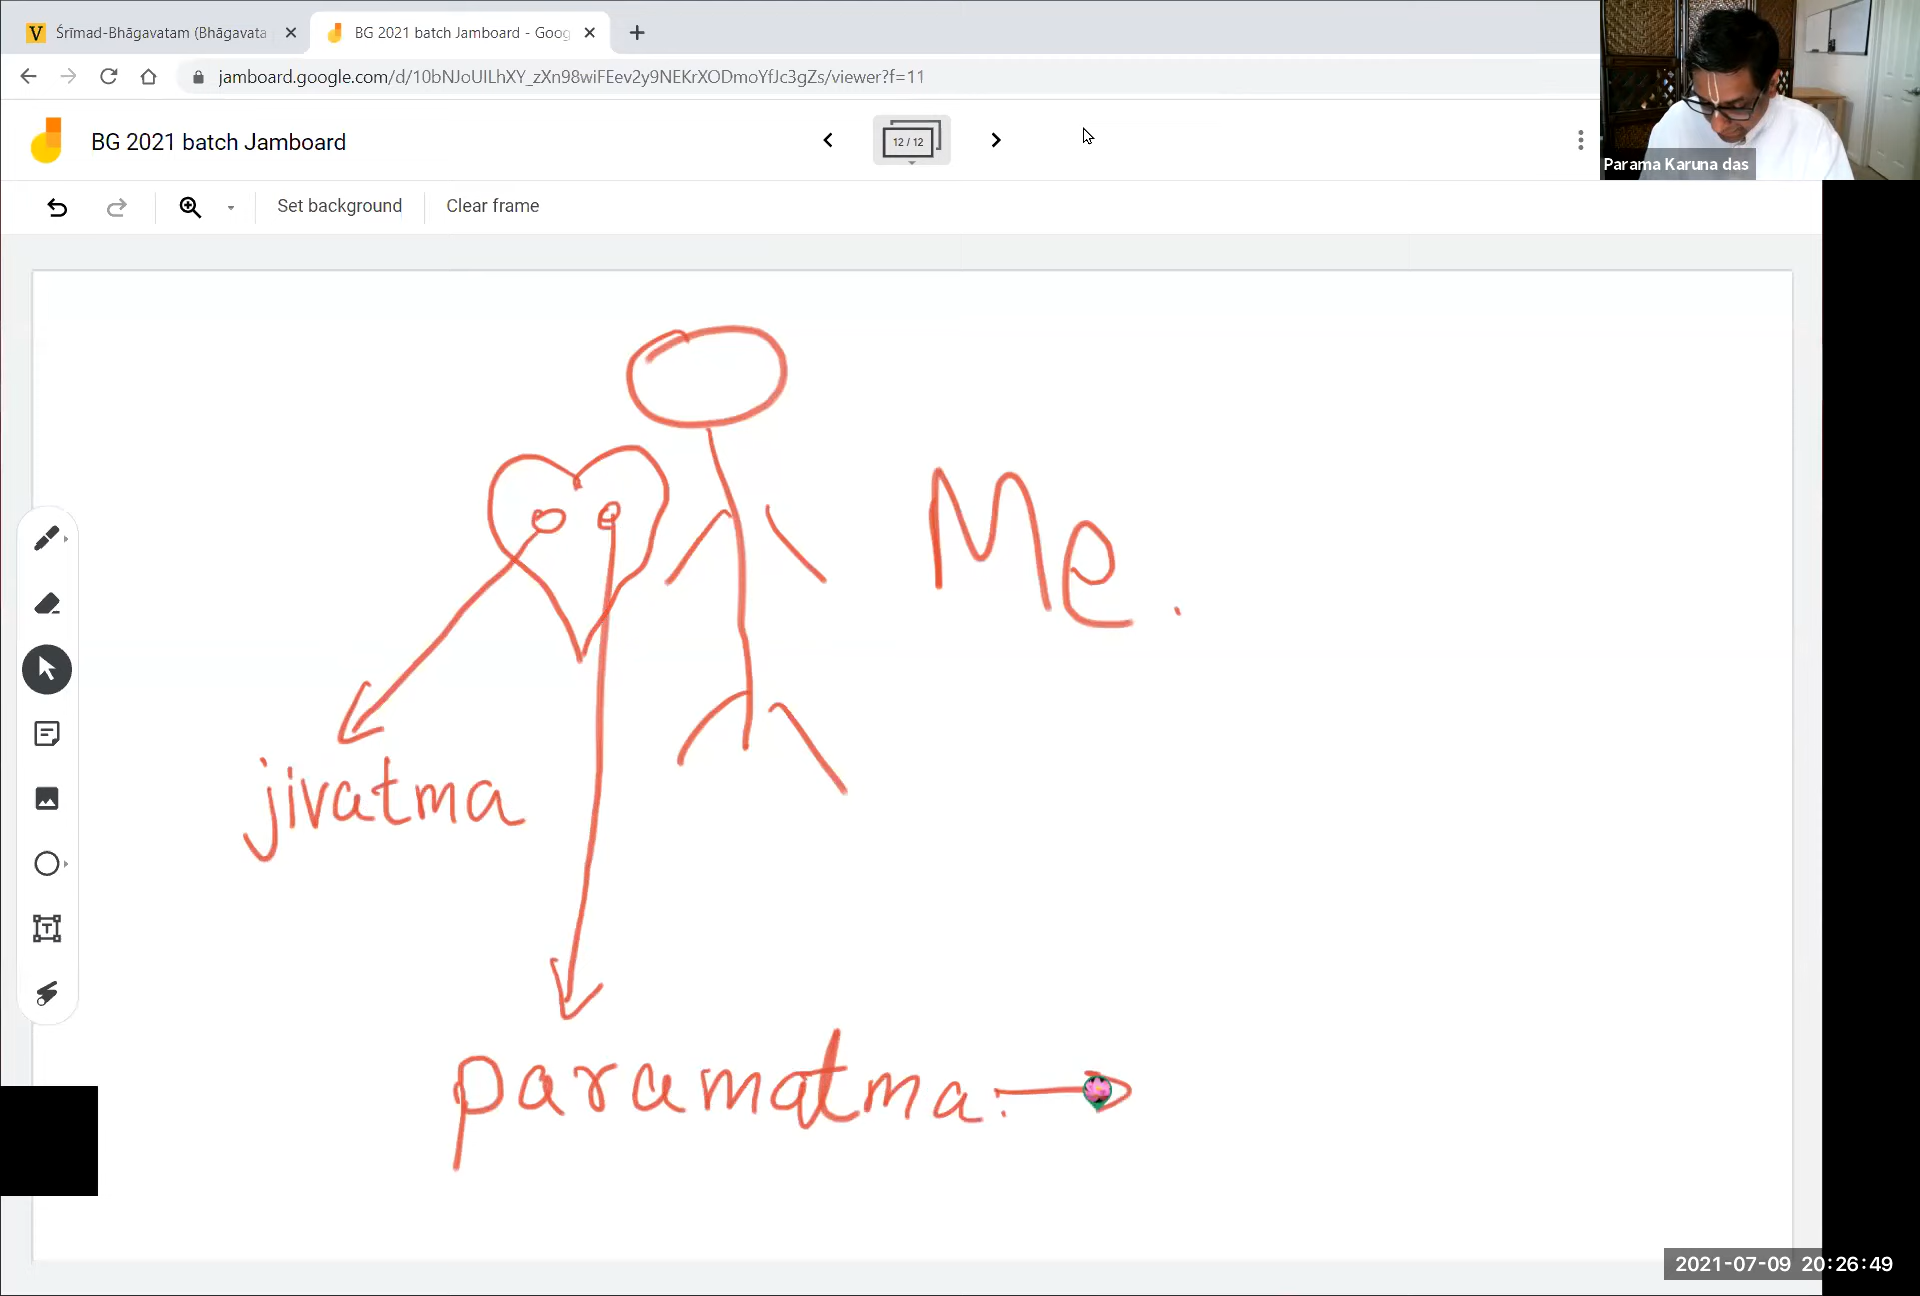 Śrīmad-Bhāgavatam (Bhāgavata
BG 2021 batch Jamboard - Goog
jamboard.google.com/d/10bNJoUILhXY_zXn98wiFEev2y9NEKrXODmoYfJc3gZs/viewer?f=11
BG 2021 batch Jamboard
12 / 12
Parama Karuna das
Set background
Clear frame
Me.
jivatma
paramatma:
2021-07-09 20:26:49